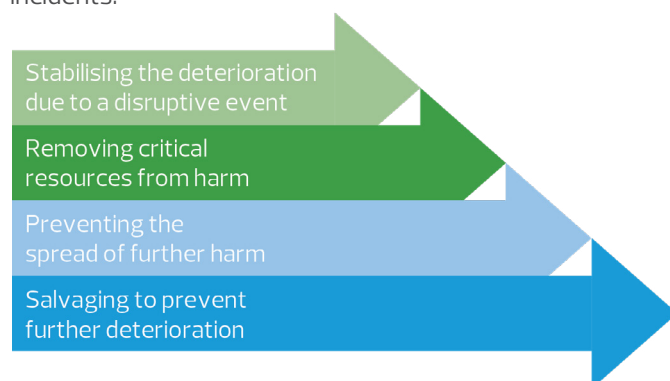 incidents.
Stabilising the deterioration
due to a disruptive event
Removing critical
resources from harm
Preventing the
spread of further harm
Salvaging to prevent
further deterioration